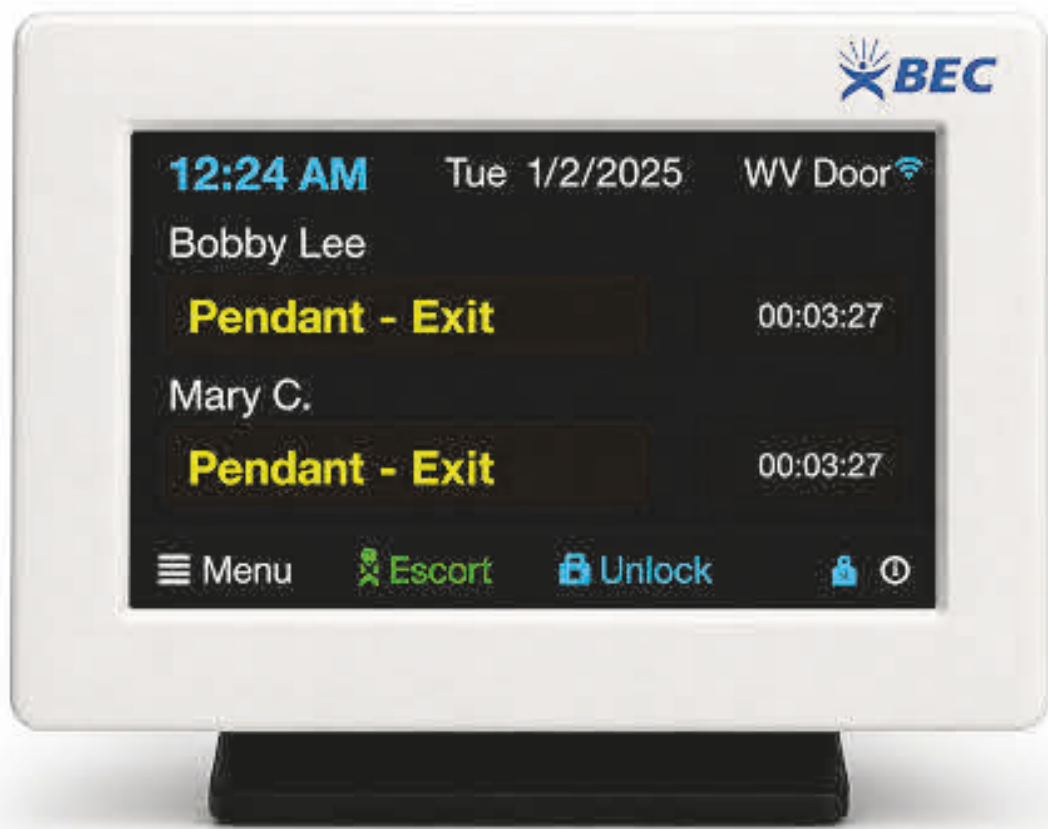 BEC
12:24 AM Tue 1/2/2025 WV Door
Bobby Lee
Pendant - Exit 00:03:27
Mary C.
Pendant - Exit 00:03:27
Menu Escort Unlock